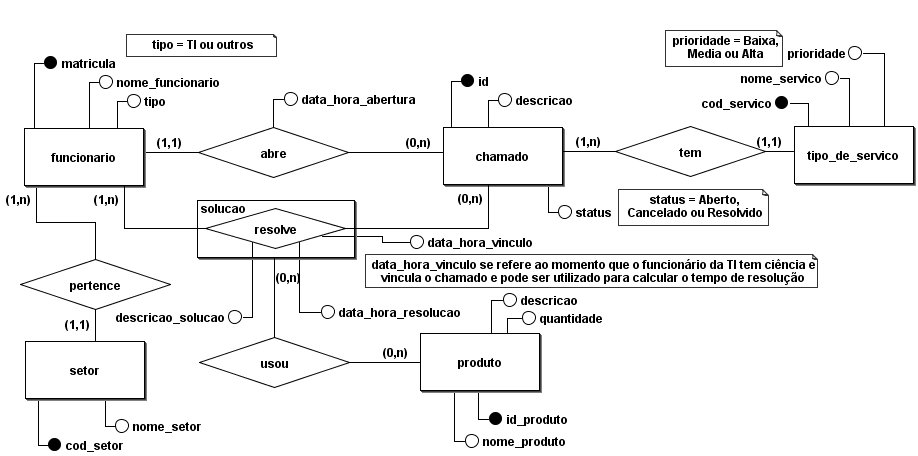 tipo = TI ou outros
prioridade = Baixa,
Media ou Alta
prioridade
matricula
nome_funcionario
tipo
id
descricao
nome_servico
cod_servico
data_hora_abertura
funcionario
(1,1)
abre
(0,n)
chamado
(1,n)
tem
(1,1)
tipo_de_servico
(1,n)
(1,n)
(0,n)
status = Aberto,
Cancelado ou Resolvido
status
solucao
resolve
data_hora_vinculo
data_hora_vinculo se refere ao momento que o funcionário da TI tem ciência e
vincula o chamado e pode ser utilizado para calcular o tempo de resolução
(0,n)
pertence
descricao_solucao
data_hora_resolucao
descricao
quantidade
(1,1)
setor
usou
(0,n)
produto
nome_setor
cod_setor
id_produto
nome_produto